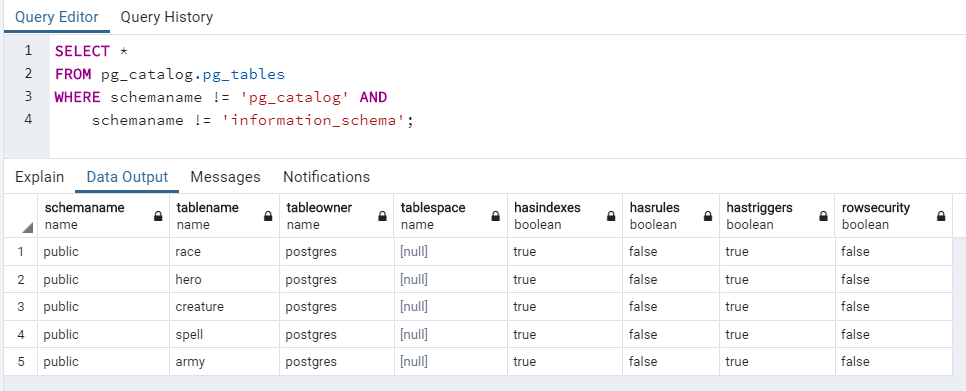 Query Editor Query History
1 SELECT *
2 FROM pg_catalog.pg_tables
3 WHERE schemaname != 'pg_catalog' AND
4 schemaname != 'information_schema';
Explain Data Output Messages Notifications
schemaname tablename tableowner tablespace hasindexes hasrules hastriggers rowsecurity
name name name name boolean boolean boolean boolean
1 public race postgres [null] true false true false
2 public hero postgres [null] true false true false
3 public creature postgres [null] true false true false
4 public spell postgres [null] true false true false
5 public army postgres [null] true false true false